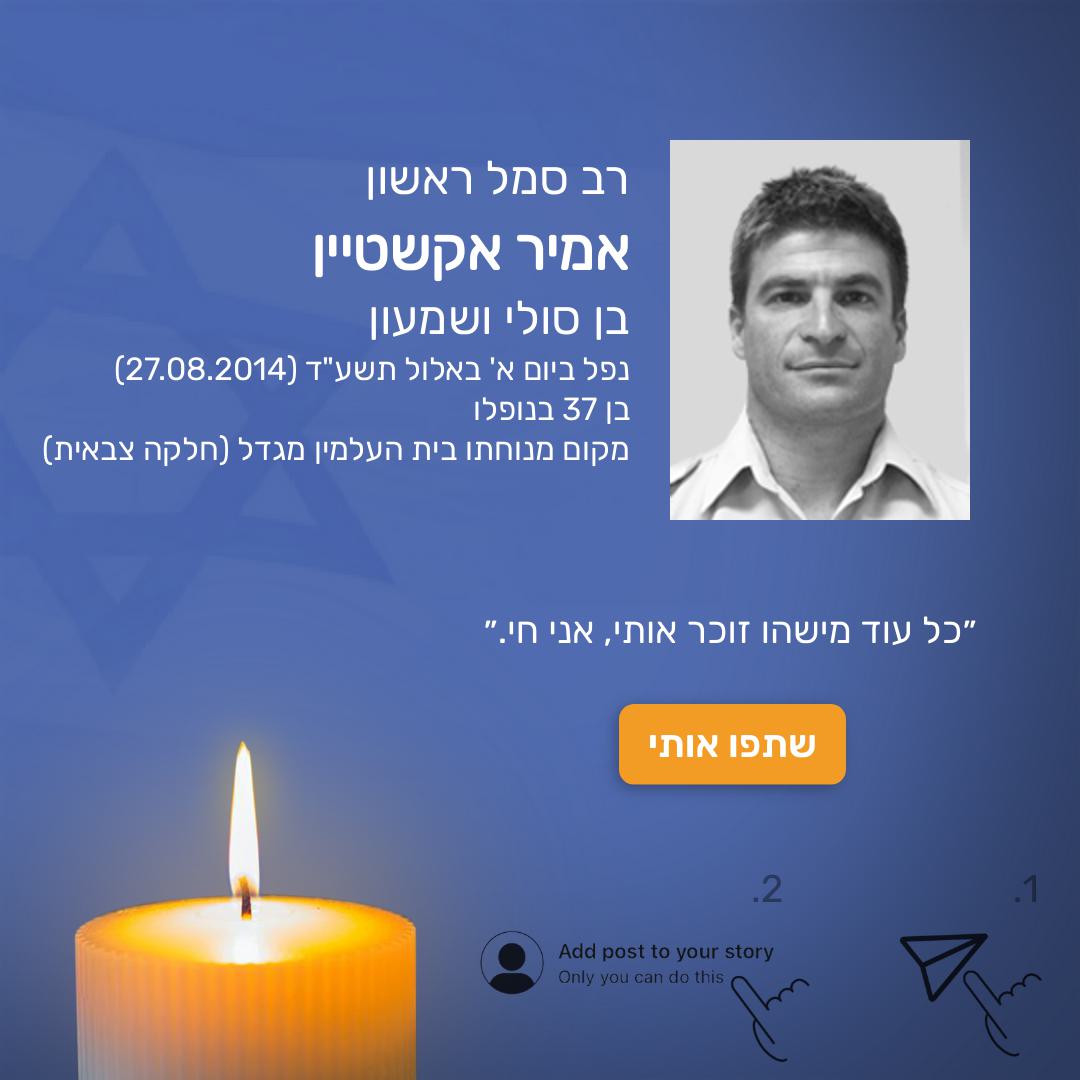 רב סמל ראשון
אמיר אקשטיין
בן סולי ושמעון
נפל ביום א' באלול תשע"ד (27.08.2014)
בן 37 בנופלו
מקום מנוחתו בית העלמין מגדל (חלקה צבאית)
״כל עוד מישהו זוכר אותי, אני חי.״
שתפו אותי
.1
.2
Add post to your story
Only you can do this